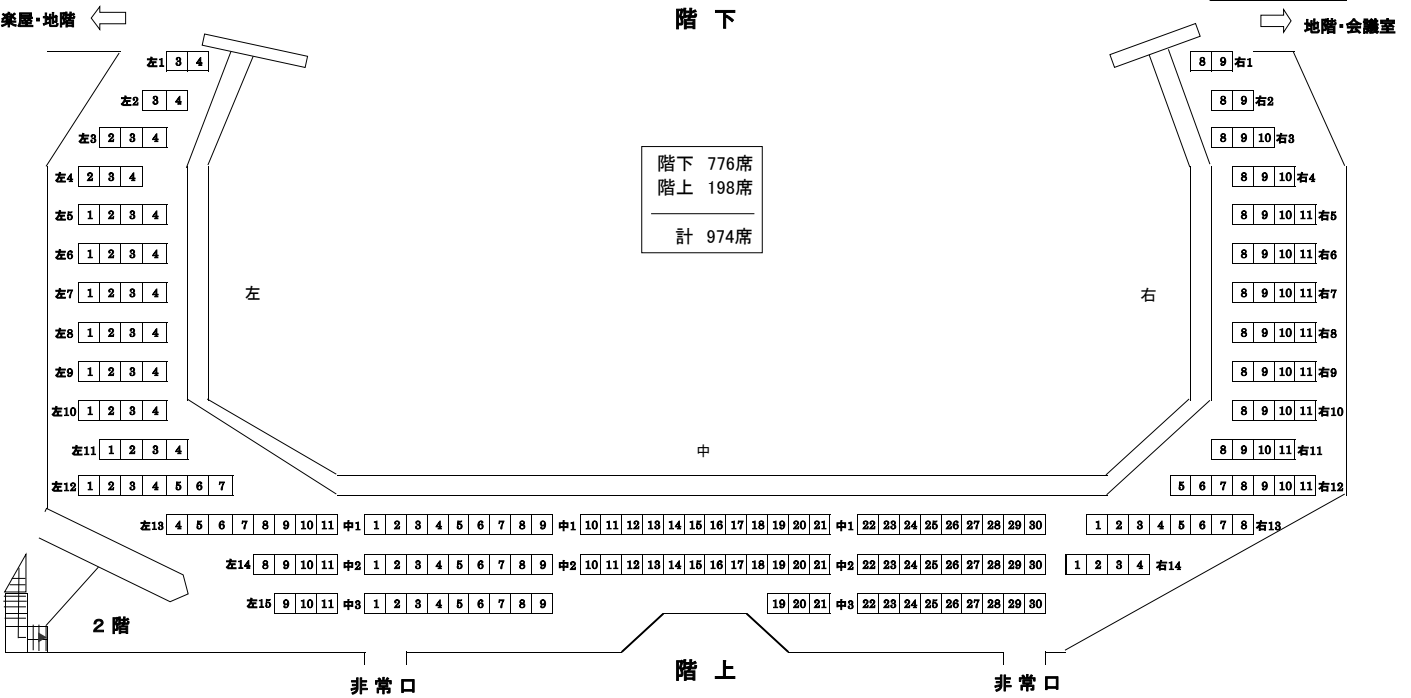 楽屋・地階
階 下
地階・会議室
左1 3 4
8 9 右1
左2 3 4
8 9 右2
左3 2 3 4
8 9 10 右3
階下 776席
階上 198席
計 974席
左4 2 3 4
8 9 10 右4
左5 1 2 3 4
8 9 10 11 右5
左6 1 2 3 4
8 9 10 11 右6
左7 1 2 3 4
左
右
8 9 10 11 右7
左8 1 2 3 4
8 9 10 11 右8
左9 1 2 3 4
8 9 10 11 右9
左10 1 2 3 4
8 9 10 11 右10
左11 1 2 3 4
中
8 9 10 11 右11
左12 1 2 3 4 5 6 7
5 6 7 8 9 10 11 右12
左13 4 5 6 7 8 9 10 11 中1 1 2 3 4 5 6 7 8 9 中1 10 11 12 13 14 15 16 17 18 19 20 21 中1 22 23 24 25 26 27 28 29 30
1 2 3 4 5 6 7 8 右13
左14 8 9 10 11 中2 1 2 3 4 5 6 7 8 9 中2 10 11 12 13 14 15 16 17 18 19 20 21 中2 22 23 24 25 26 27 28 29 30
1 2 3 4 右14
左15 9 10 11 中3 1 2 3 4 5 6 7 8 9
19 20 21 中3 22 23 24 25 26 27 28 29 30
2 階
階 上
非 常 口
非 常 口